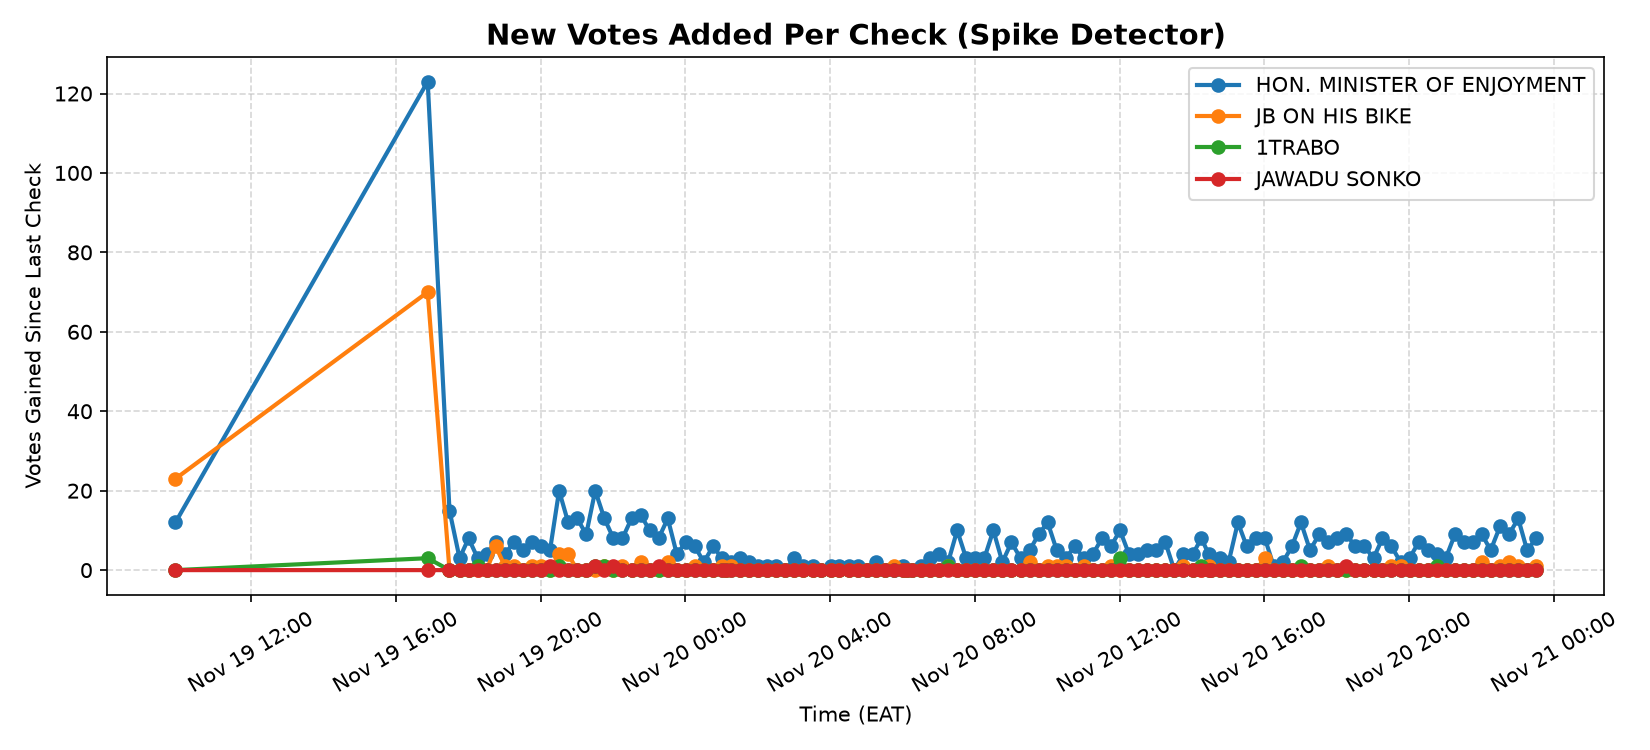 New Votes Added Per Check (Spike Detector)
HON. MINISTER OF ENJOYMENT
JB ON HIS BIKE
1TRABO
JAWADU SONKO
Votes Gained Since Last Check
120
100
80
60
40
20
0
Nov 19 12:00
Nov 19 16:00
Nov 19 20:00
Nov 20 00:00
Nov 20 04:00
Nov 20 08:00
Nov 20 12:00
Nov 20 16:00
Nov 20 20:00
Nov 21 00:00
Time (EAT)